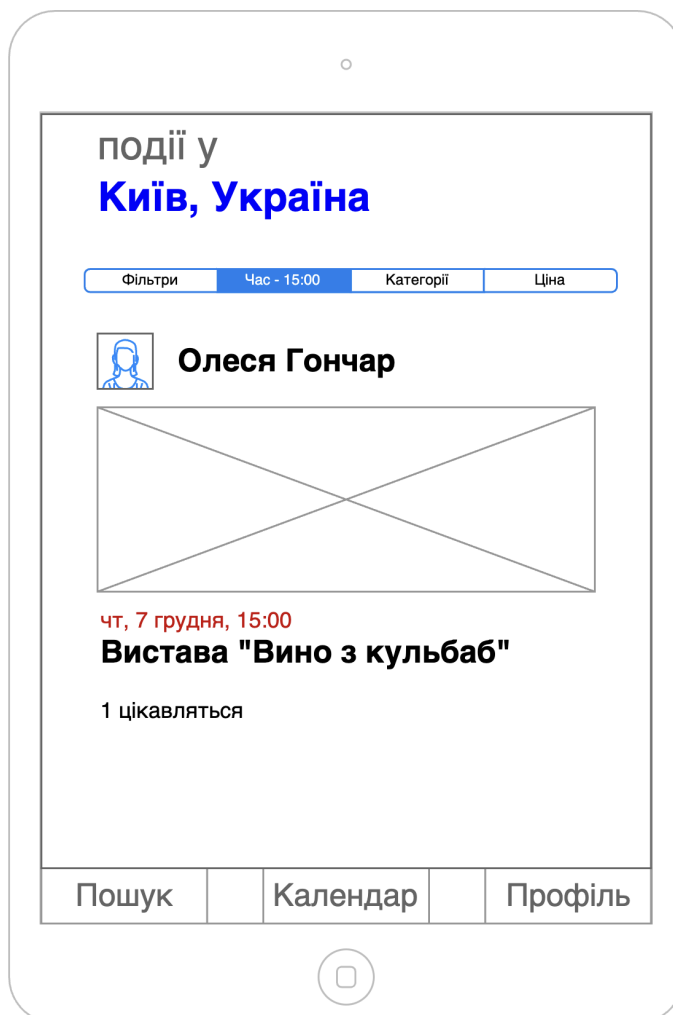 події у
Київ, Україна
Фільтри Час - 15:00 Категорії Ціна
Олеся Гончар
чт, 7 грудня, 15:00
Вистава "Вино з кульбаб"
1 цікавляться
Пошук Календар Профіль